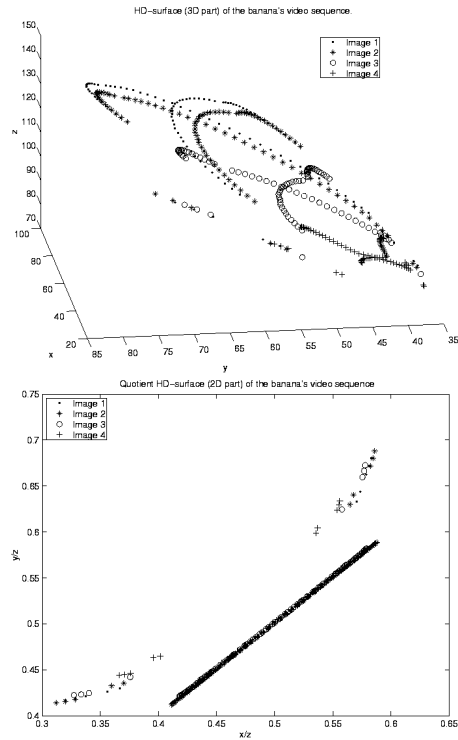 HD-surface (3D part) of the banana's video sequence.
Image 1
Image 2
Image 3
Image 4
150
140
130
120
110
100
90
80
70
z
100
80
60
40
20
x
85
80
75
70
65
60
55
50
45
40
35
y
Quotient HD-surface (2D part) of the banana's video sequence
Image 1
Image 2
Image 3
Image 4
0.75
0.7
0.65
0.6
0.55
0.5
0.45
0.4
y/z
0.3
0.35
0.4
0.45
0.5
0.55
0.6
0.65
x/z